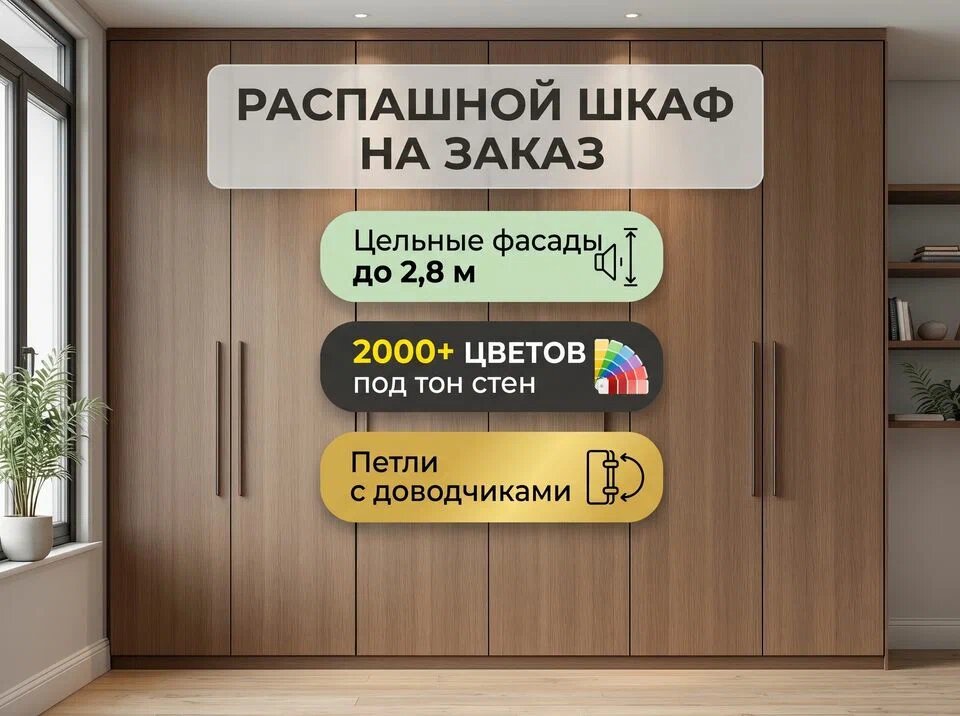 РАСПАШНОЙ ШКАФ
НА ЗАКАЗ
Цельные фасады
до 2,8 м
2000+ ЦВЕТОВ
под тон стен
Петли
с доводчиками